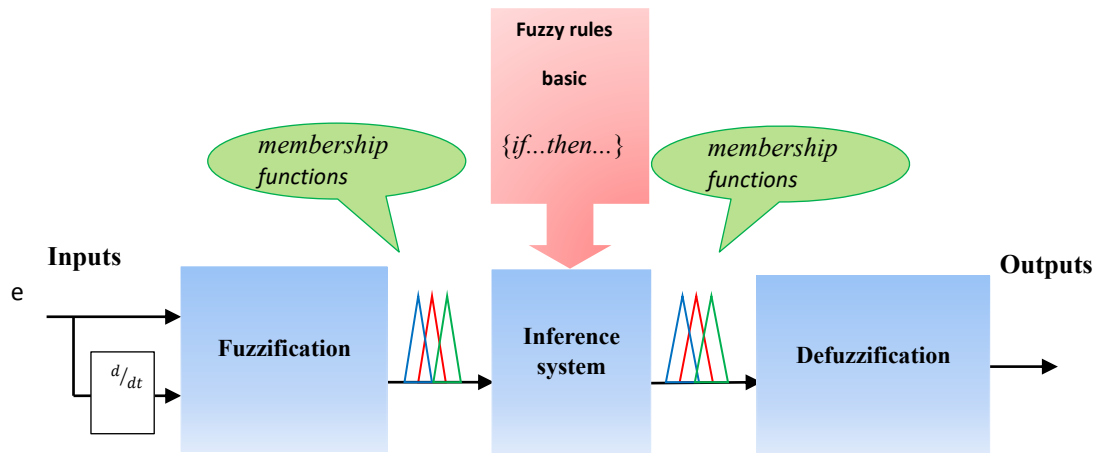 Fuzzy rules
basic
{if...then...}
membership
functions
membership
functions
Inputs
Outputs
e
Fuzzification
Inference
system
Defuzzification
d/dt